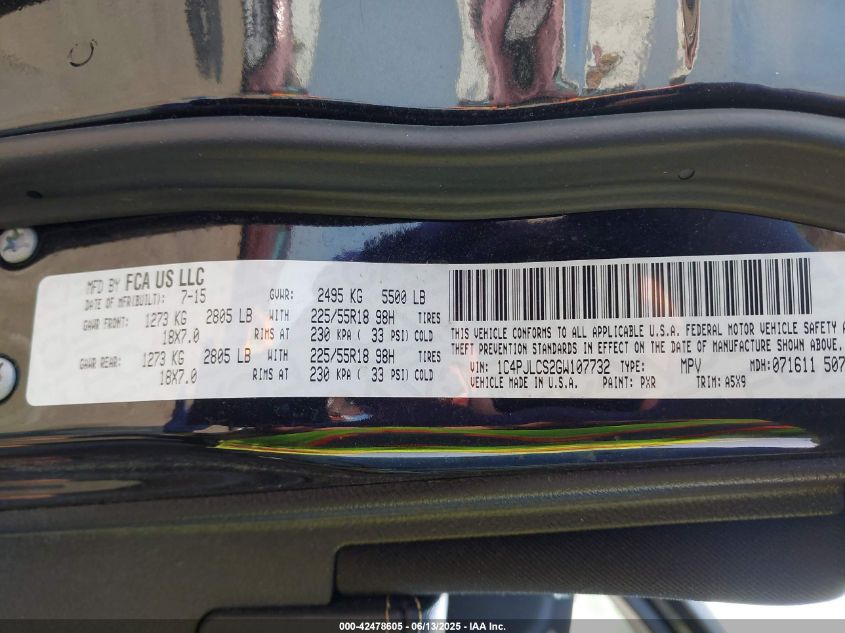 MFD BY FCA US LLC
DATE OF MFR(BUILT): 7-15 GVWR: 2495 KG 5500 LB
GAWR FRONT: 1273 KG 2805 LB WITH 225/55R18 98H TIRES
18X7.0 RIMS AT 230 KPA ( 33 PSI) COLD
GAWR REAR: 1273 KG 2805 LB WITH 225/55R18 98H TIRES
18X7.0 RIMS AT 230 KPA ( 33 PSI) COLD
THIS VEHICLE CONFORMS TO ALL APPLICABLE U.S.A. FEDERAL MOTOR VEHICLE SAFETY A
THEFT PREVENTION STANDARDS IN EFFECT ON THE DATE OF MANUFACTURE SHOWN ABOVE.
VIN: 1C4PJLCS2GW107732 TYPE: MPV MDH: 071611 507
VEHICLE MADE IN U.S.A. PAINT: PXR TRIM: A5X9
000-42478605 - 06/13/2025 - IAA Inc.